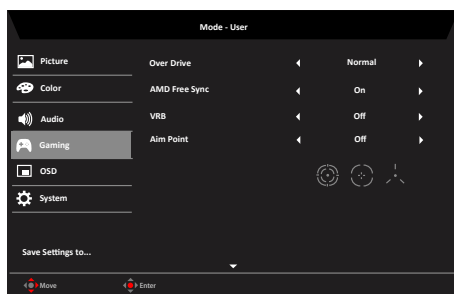 Mode - User
Picture
Over Drive Normal
Color
AMD Free Sync On
Audio
VRB Off
Gaming
Aim Point Off
OSD
System
Save Settings to...
Move Enter